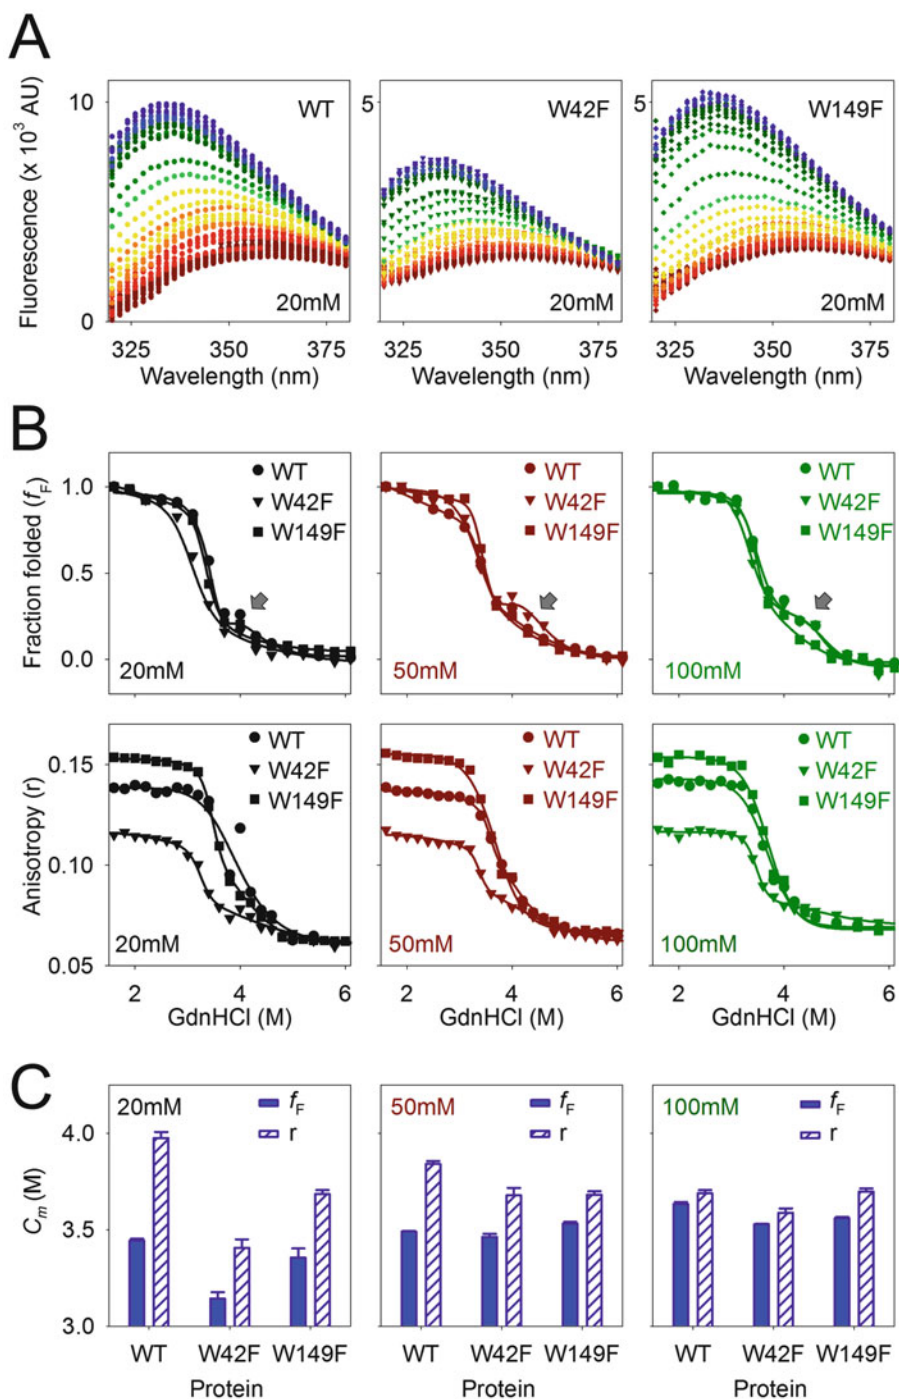 A
Fluorescence (x 10³ AU)
10
5
0
WT
20mM
325 350 375
Wavelength (nm)
5
W42F
20mM
325 350 375
Wavelength (nm)
5
W149F
20mM
325 350 375
Wavelength (nm)
B
Fraction folded (fF)
1.0
0.5
0.0
WT
W42F
W149F
20mM
WT
W42F
W149F
50mM
WT
W42F
W149F
100mM
Anisotropy (r)
0.15
0.10
0.05
WT
W42F
W149F
20mM
2 4 6
GdnHCl (M)
WT
W42F
W149F
50mM
2 4 6
GdnHCl (M)
WT
W42F
W149F
100mM
2 4 6
GdnHCl (M)
C
Cm (M)
4.0
3.5
3.0
20mM
fF
r
WT W42F W149F
Protein
50mM
fF
r
WT W42F W149F
Protein
100mM
fF
r
WT W42F W149F
Protein